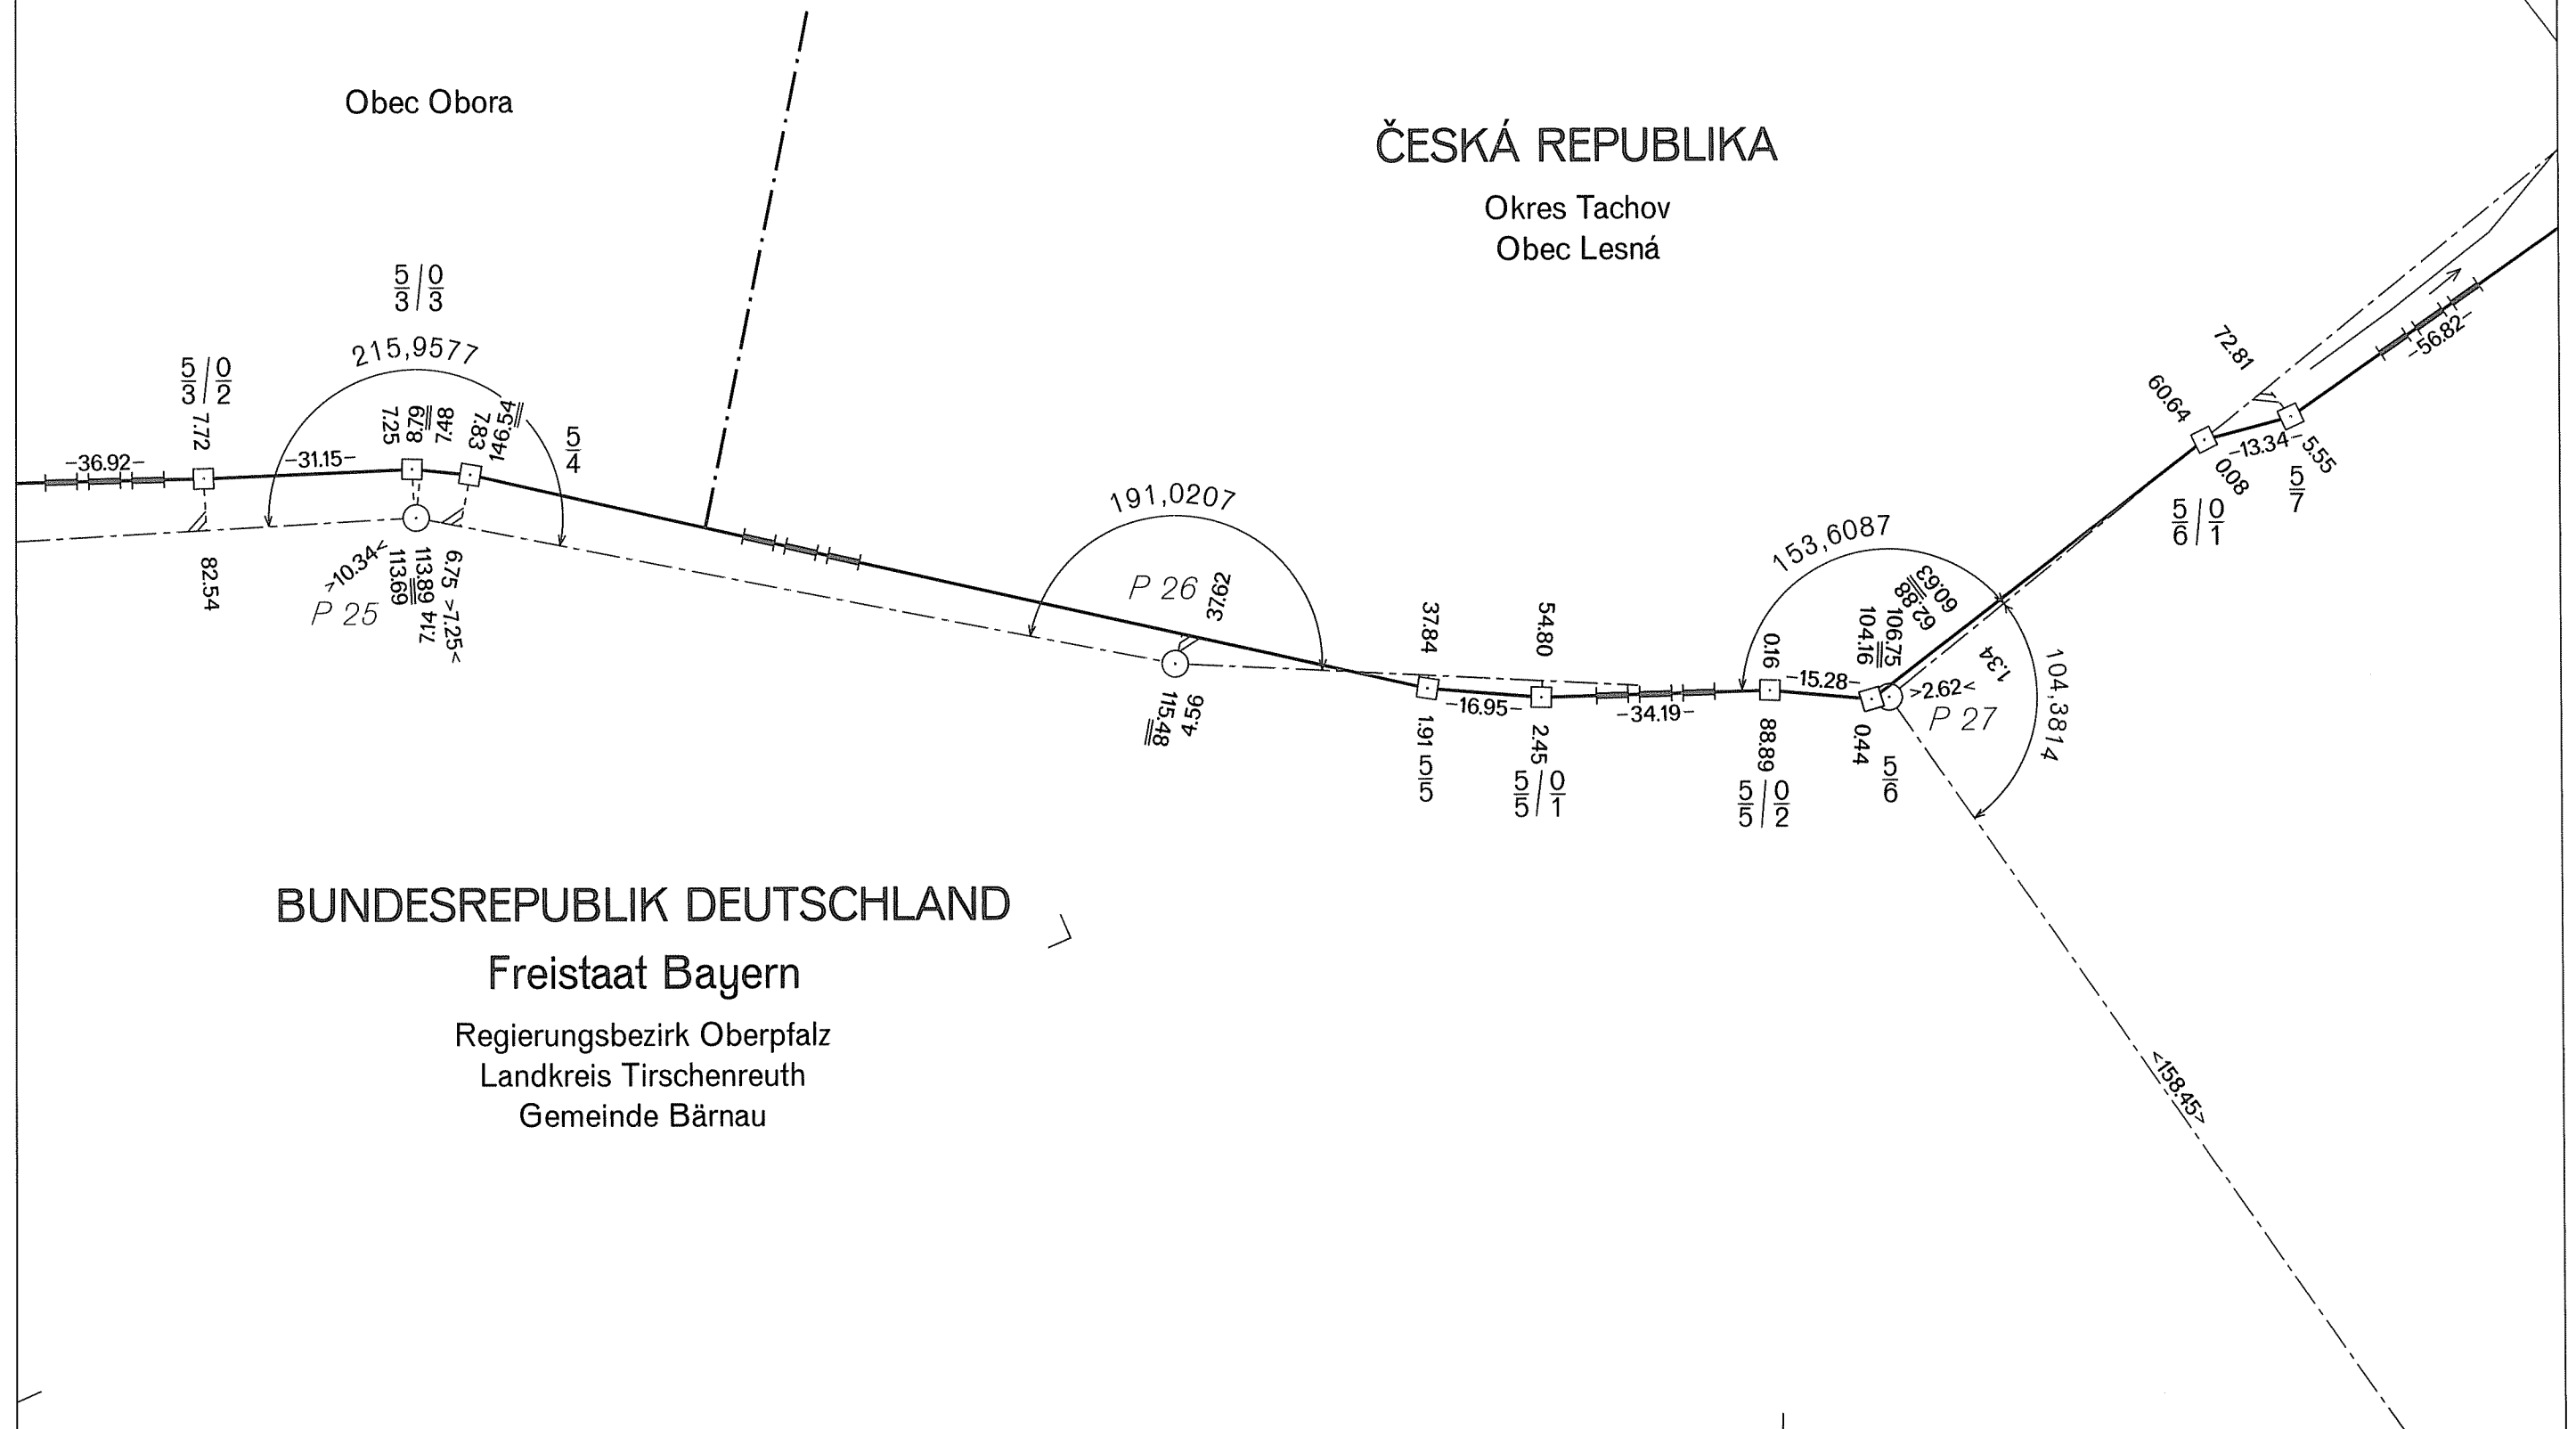 Obec Obora
ČESKÁ REPUBLIKA
Okres Tachov
Obec Lesná
5/3 / 0/3
215,9577
5/3 / 0/2
7.72
7.25
8.79
7.48
7.83
146.54
5/4
-36.92-
-31.15-
82.54
>10.34<
113.69
113.89
7.14
6.75 >7.25<
P 25
191,0207
P 26
37.62
115.48
4.56
37.84
54.80
-16.95-
-34.19-
1.91
5/5
2.45
5/5 / 0/1
153,6087
0.16
-15.28-
88.89
5/5 / 0/2
104.16
106.75
62.88
60.63
1.34
>2.62<
P 27
0.44
5/6
104,3814
<158.45>
60.64
72.81
-13.34-
5.55
0.08
5/6 / 0/1
5/7
-56.82-
BUNDESREPUBLIK DEUTSCHLAND
Freistaat Bayern
Regierungsbezirk Oberpfalz
Landkreis Tirschenreuth
Gemeinde Bärnau